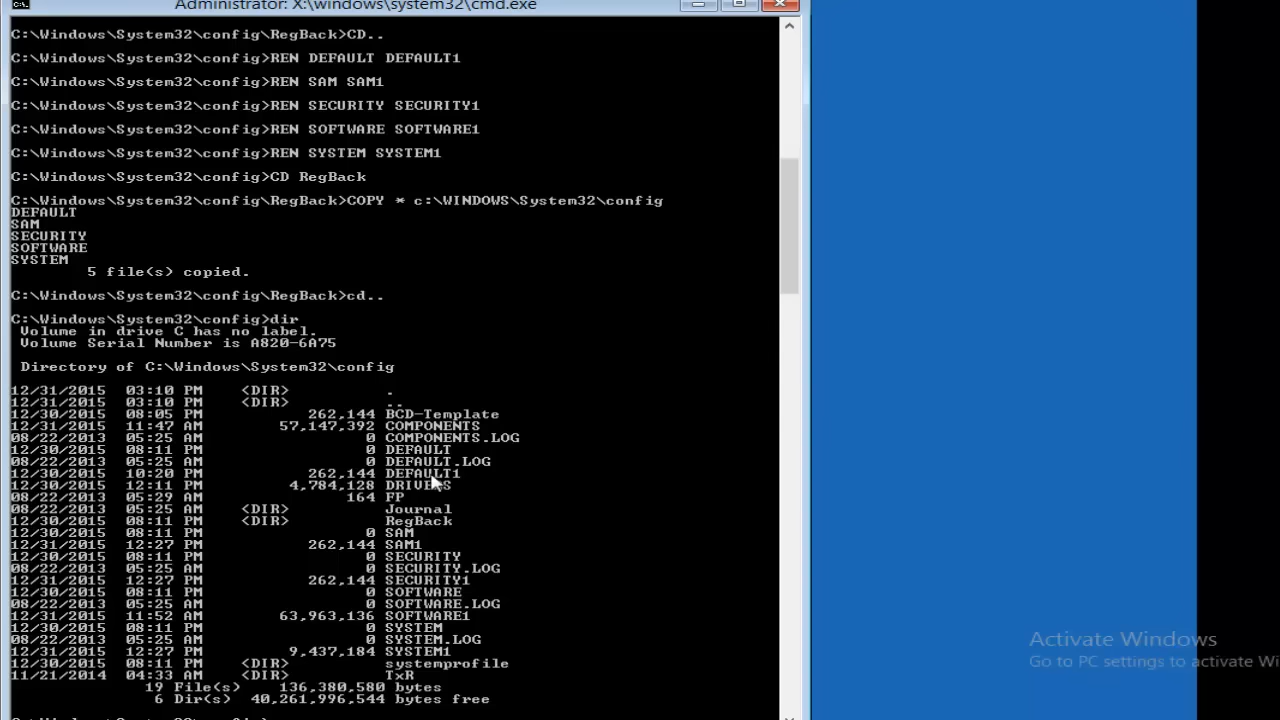 Administrator: X:\windows\system32\cmd.exe
C:\Windows\System32\config\RegBack>CD..
C:\Windows\System32\config>REN DEFAULT DEFAULT1
C:\Windows\System32\config>REN SAM SAM1
C:\Windows\System32\config>REN SECURITY SECURITY1
C:\Windows\System32\config>REN SOFTWARE SOFTWARE1
C:\Windows\System32\config>REN SYSTEM SYSTEM1
C:\Windows\System32\config>CD RegBack
C:\Windows\System32\config\RegBack>COPY * c:\WINDOWS\System32\config
DEFAULT
SAM
SECURITY
SOFTWARE
SYSTEM
5 file(s) copied.
C:\Windows\System32\config\RegBack>cd..
C:\Windows\System32\config>dir
Volume in drive C has no label.
Volume Serial Number is A820-6A75
Directory of C:\Windows\System32\config
12/31/2015 03:10 PM <DIR> .
12/31/2015 03:10 PM <DIR> ..
12/30/2015 08:05 PM 262,144 BCD-Template
12/31/2015 11:47 AM 57,147,392 COMPONENTS
08/22/2013 05:25 AM 0 COMPONENTS.LOG
12/30/2015 08:11 PM 0 DEFAULT
08/22/2013 05:25 AM 0 DEFAULT.LOG
12/30/2015 10:20 PM 262,144 DEFAULT1
12/30/2015 12:11 PM 4,784,128 DRIVERS
08/22/2013 05:29 AM 164 FP
08/22/2013 05:25 AM <DIR> Journal
12/30/2015 08:11 PM <DIR> RegBack
12/30/2015 08:11 PM 0 SAM
12/31/2015 12:27 PM 262,144 SAM1
12/30/2015 08:11 PM 0 SECURITY
08/22/2013 05:25 AM 0 SECURITY.LOG
12/31/2015 12:27 PM 262,144 SECURITY1
12/30/2015 08:11 PM 0 SOFTWARE
08/22/2013 05:25 AM 0 SOFTWARE.LOG
12/31/2015 11:52 AM 63,963,136 SOFTWARE1
12/30/2015 08:11 PM 0 SYSTEM
08/22/2013 05:25 AM 0 SYSTEM.LOG
12/31/2015 12:27 PM 9,437,184 SYSTEM1
12/30/2015 08:11 PM <DIR> systemprofile
11/21/2014 04:33 AM <DIR> TxR
19 File(s) 136,380,580 bytes
6 Dir(s) 40,261,996,544 bytes free
Activate Windows
Go to PC settings to activate Wi